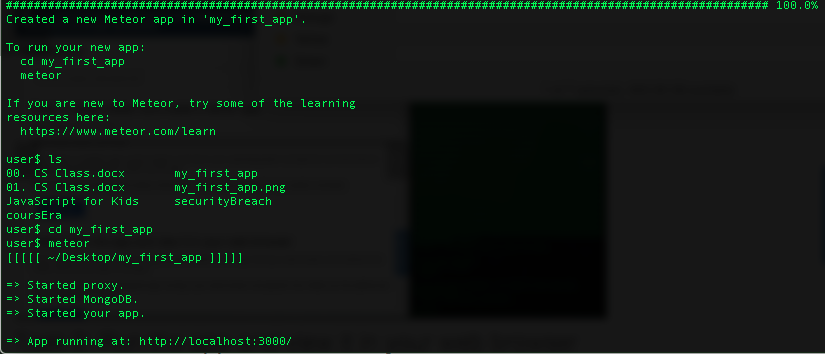 ############################################################################################################## 100.0%
Created a new Meteor app in 'my_first_app'.
To run your new app:
  cd my_first_app
  meteor
If you are new to Meteor, try some of the learning
resources here:
  https://www.meteor.com/learn
user$ ls
00. CS Class.docx       my_first_app
01. CS Class.docx       my_first_app.png
JavaScript for Kids     securityBreach
coursEra
user$ cd my_first_app
user$ meteor
[[[[[ ~/Desktop/my_first_app ]]]]]
=> Started proxy.
=> Started MongoDB.
=> Started your app.
=> App running at: http://localhost:3000/